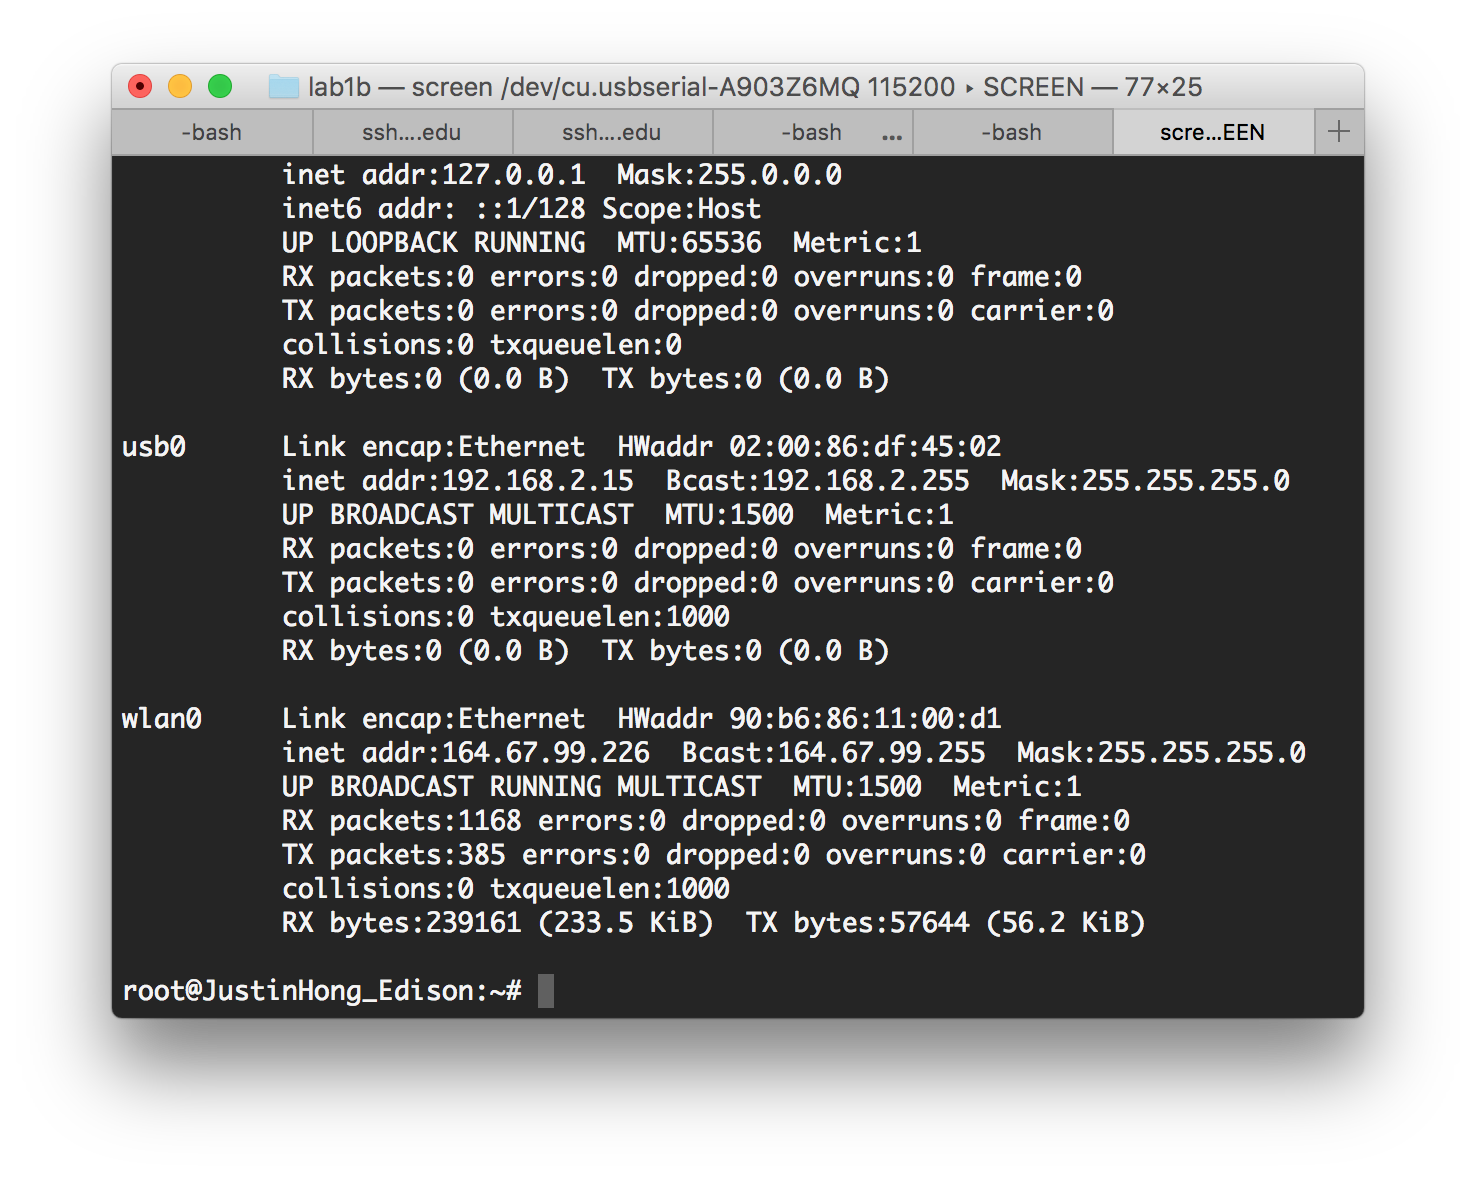 lab1b — screen /dev/cu.usbserial-A903Z6MQ 115200 ▸ SCREEN — 77×25
-bash ssh....edu ssh....edu -bash ... -bash scre...EEN +
inet addr:127.0.0.1  Mask:255.0.0.0
inet6 addr: ::1/128 Scope:Host
UP LOOPBACK RUNNING  MTU:65536  Metric:1
RX packets:0 errors:0 dropped:0 overruns:0 frame:0
TX packets:0 errors:0 dropped:0 overruns:0 carrier:0
collisions:0 txqueuelen:0
RX bytes:0 (0.0 B)  TX bytes:0 (0.0 B)
usb0      Link encap:Ethernet  HWaddr 02:00:86:df:45:02
inet addr:192.168.2.15  Bcast:192.168.2.255  Mask:255.255.255.0
UP BROADCAST MULTICAST  MTU:1500  Metric:1
RX packets:0 errors:0 dropped:0 overruns:0 frame:0
TX packets:0 errors:0 dropped:0 overruns:0 carrier:0
collisions:0 txqueuelen:1000
RX bytes:0 (0.0 B)  TX bytes:0 (0.0 B)
wlan0     Link encap:Ethernet  HWaddr 90:b6:86:11:00:d1
inet addr:164.67.99.226  Bcast:164.67.99.255  Mask:255.255.255.0
UP BROADCAST RUNNING MULTICAST  MTU:1500  Metric:1
RX packets:1168 errors:0 dropped:0 overruns:0 frame:0
TX packets:385 errors:0 dropped:0 overruns:0 carrier:0
collisions:0 txqueuelen:1000
RX bytes:239161 (233.5 KiB)  TX bytes:57644 (56.2 KiB)
root@JustinHong_Edison:~#